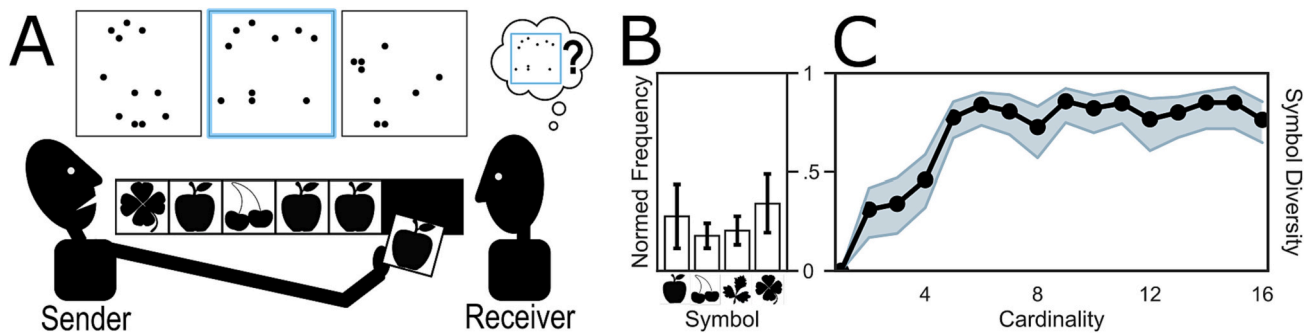 A
?
Sender
Receiver
B
Normed Frequency
Symbol
C
1
.5
0
4
8
12
16
Cardinality
Symbol Diversity